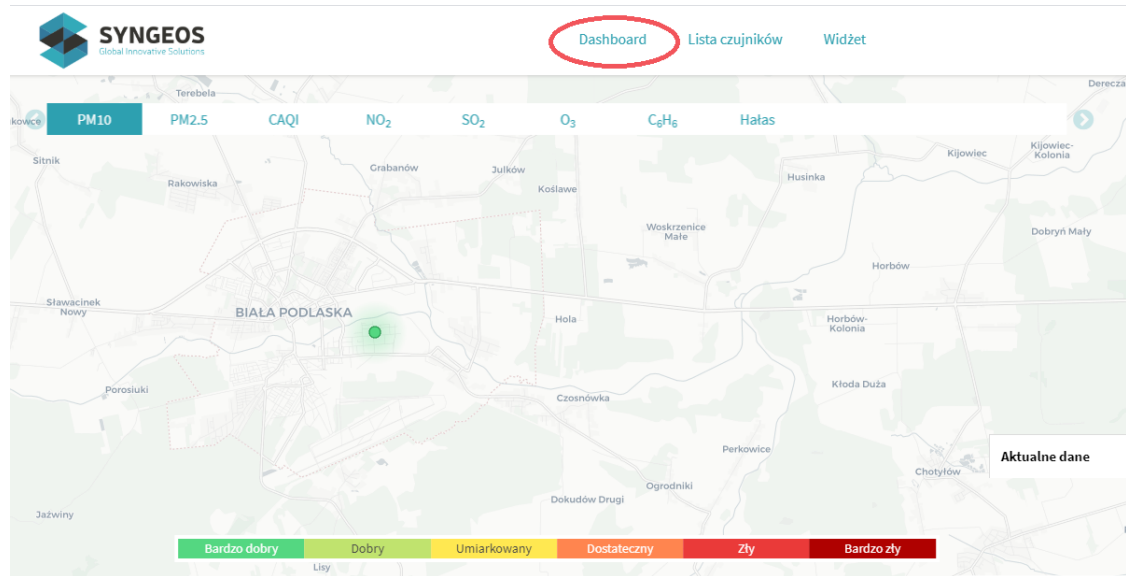 SYNGEOS
Global Innovative Solutions
Dashboard
Lista czujników
Widżet
Terebela
Derecza
kowce
PM10
PM2.5
CAQI
NO₂
SO₂
O₃
C₆H₆
Hałas
Sitnik
Rakowiska
Grabanów
Julków
Koślawe
Husinka
Kijowiec
Kijowiec-
Kolonia
Woskrzenice
Małe
Dobryń Mały
Horbów
Sławacinek
Nowy
BIAŁA PODLASKA
Hola
Horbów-
Kolonia
Porosiuki
Czosnówka
Kłoda Duża
Perkowice
Aktualne dane
Chotyłów
Ogrodniki
Dokudów Drugi
Jaźwiny
Bardzo dobry
Dobry
Umiarkowany
Dostateczny
Zły
Bardzo zły
Lisy